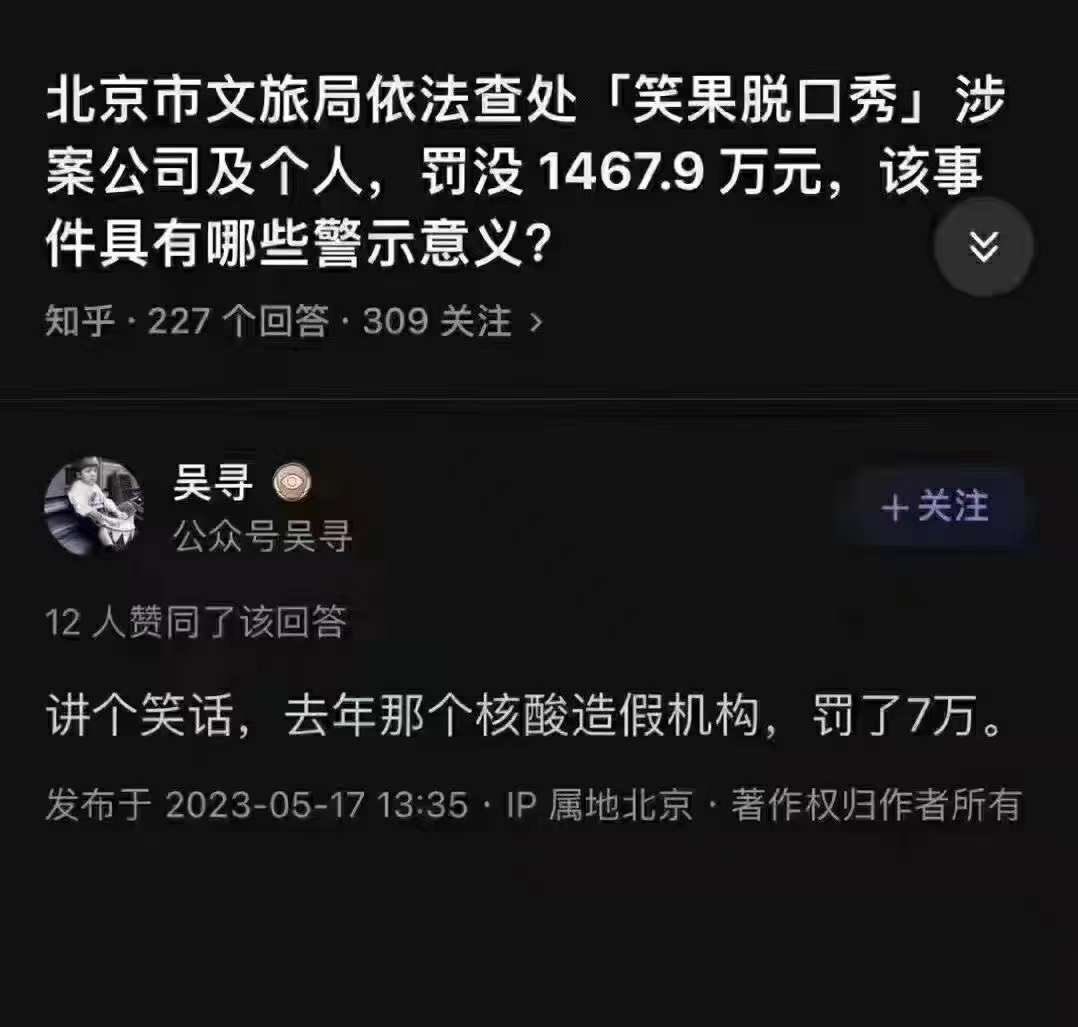 北京市文旅局依法查处「笑果脱口秀」涉
案公司及个人，罚没 1467.9 万元，该事
件具有哪些警示意义？
知乎 · 227 个回答 · 309 关注 >
吴寻
+关注
公众号吴寻
12 人赞同了该回答
讲个笑话，去年那个核酸造假机构，罚了7万。
发布于 2023-05-17 13:35 · IP 属地北京 · 著作权归作者所有